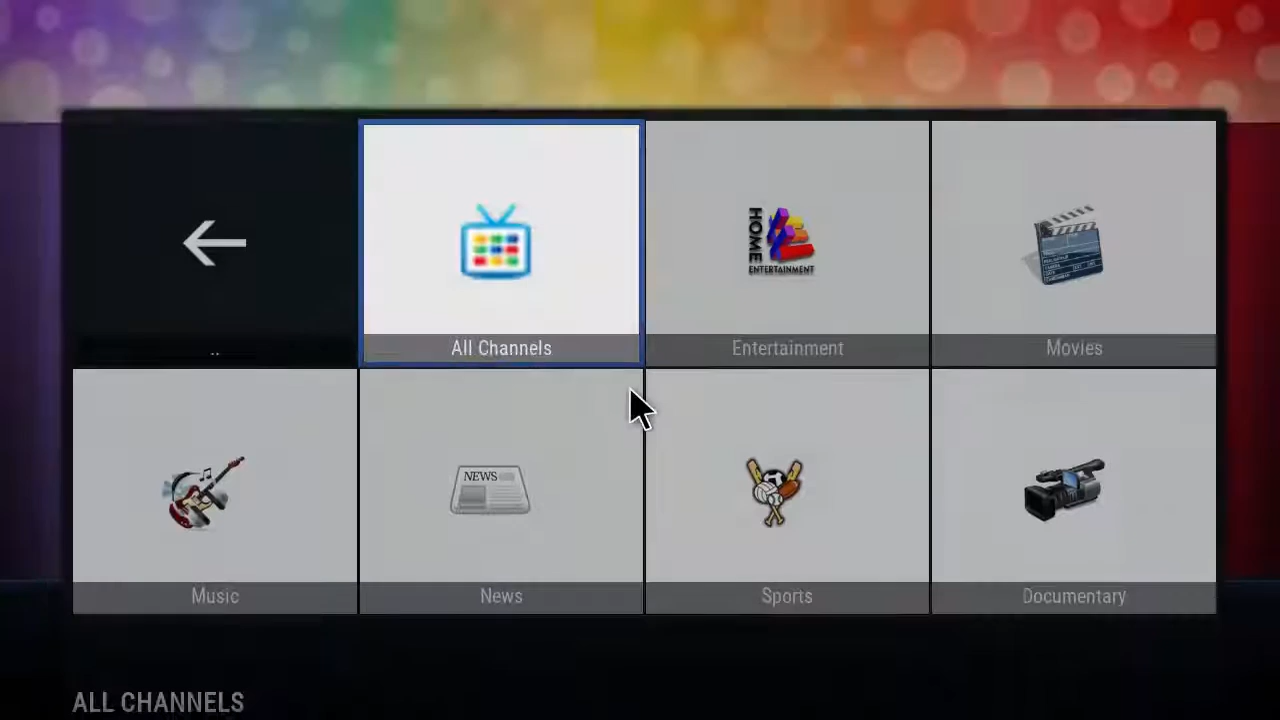 HOME
ENTERTAINMENT
..
All Channels
Entertainment
Movies
NEWS
Music
News
Sports
Documentary
ALL CHANNELS